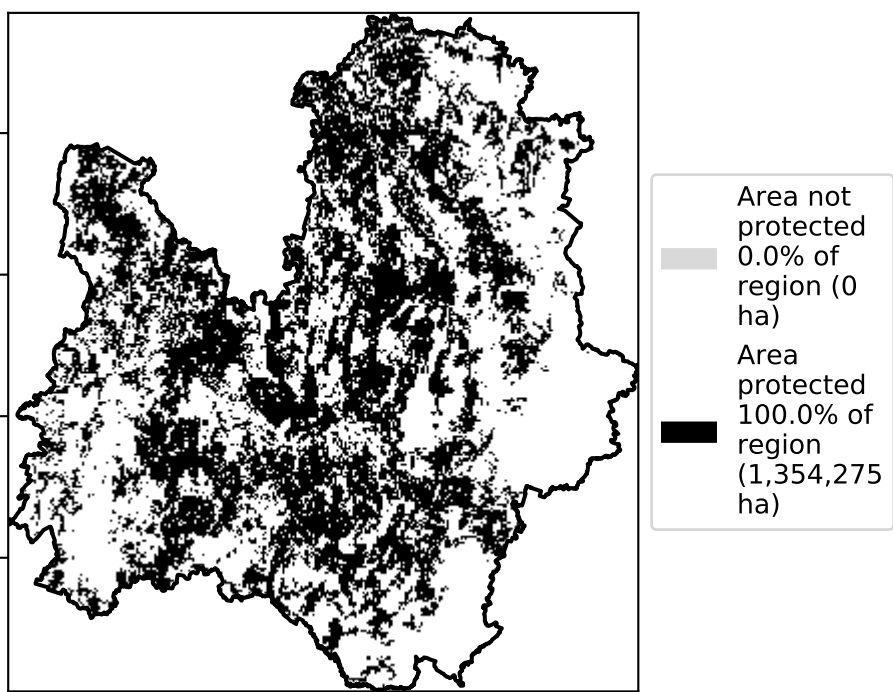 Area not
protected
0.0% of
region (0
ha)
Area
protected
100.0% of
region
(1,354,275
ha)